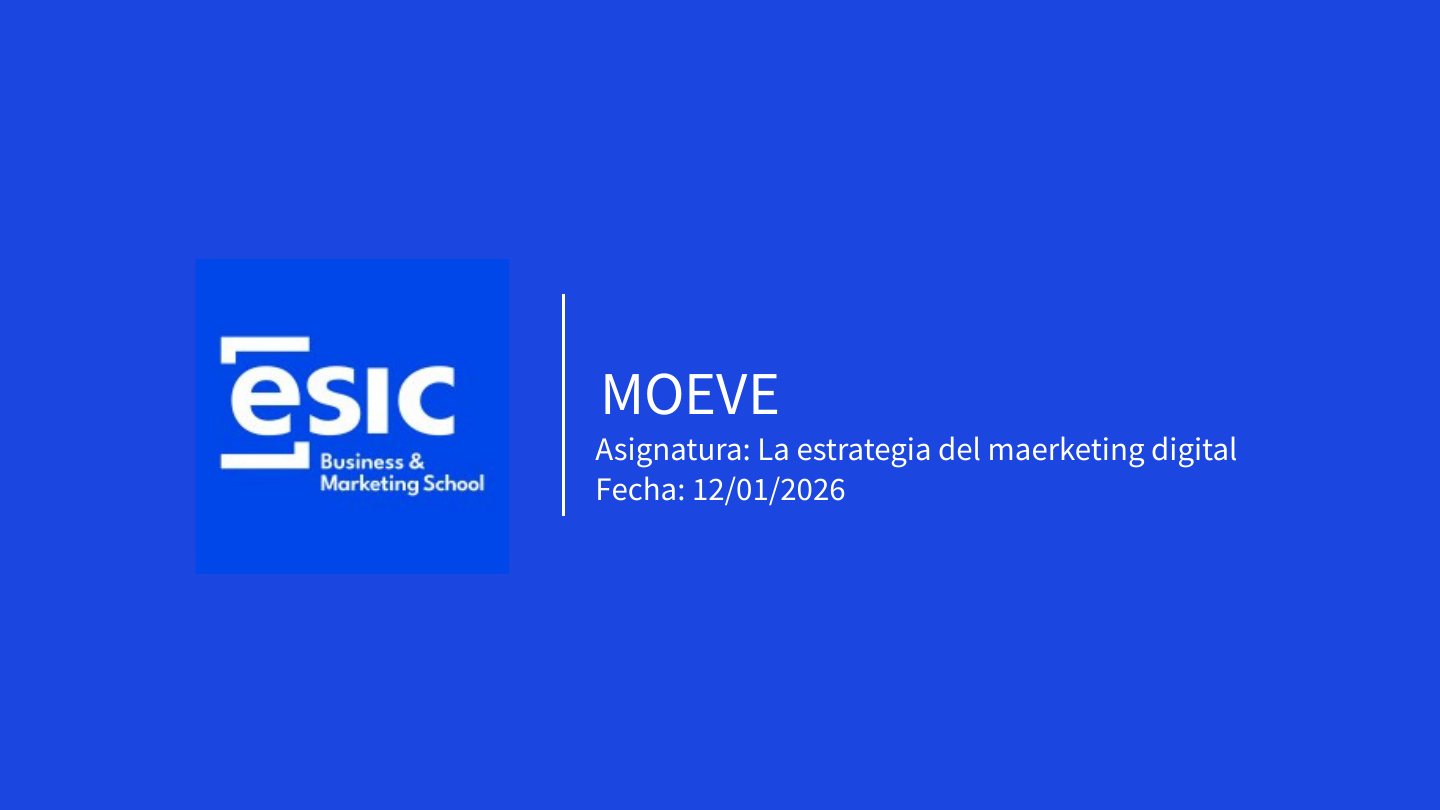 esic
Business &
Marketing School
MOEVE
Asignatura: La estrategia del maerketing digital
Fecha: 12/01/2026